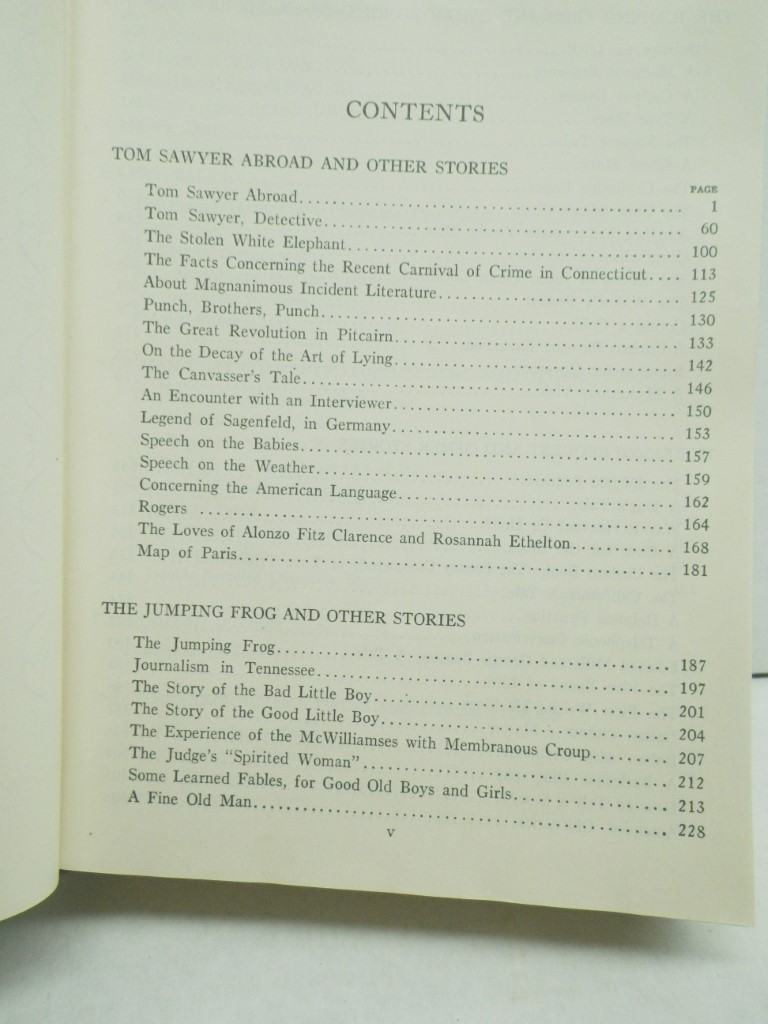 CONTENTS
TOM SAWYER ABROAD AND OTHER STORIES
PAGE
Tom Sawyer Abroad........ 1
Tom Sawyer, Detective........ 60
The Stolen White Elephant........ 100
The Facts Concerning the Recent Carnival of Crime in Connecticut.... 113
About Magnanimous Incident Literature........ 125
Punch, Brothers, Punch........ 130
The Great Revolution in Pitcairn........ 133
On the Decay of the Art of Lying........ 142
The Canvasser's Tale........ 146
An Encounter with an Interviewer........ 150
Legend of Sagenfeld, in Germany........ 153
Speech on the Babies........ 157
Speech on the Weather........ 159
Concerning the American Language........ 162
Rogers ........ 164
The Loves of Alonzo Fitz Clarence and Rosannah Ethelton........ 168
Map of Paris........ 181
THE JUMPING FROG AND OTHER STORIES
The Jumping Frog........ 187
Journalism in Tennessee........ 197
The Story of the Bad Little Boy........ 201
The Story of the Good Little Boy........ 204
The Experience of the McWilliamses with Membranous Croup........ 207
The Judge's "Spirited Woman"........ 212
Some Learned Fables, for Good Old Boys and Girls........ 213
A Fine Old Man........ 228
v